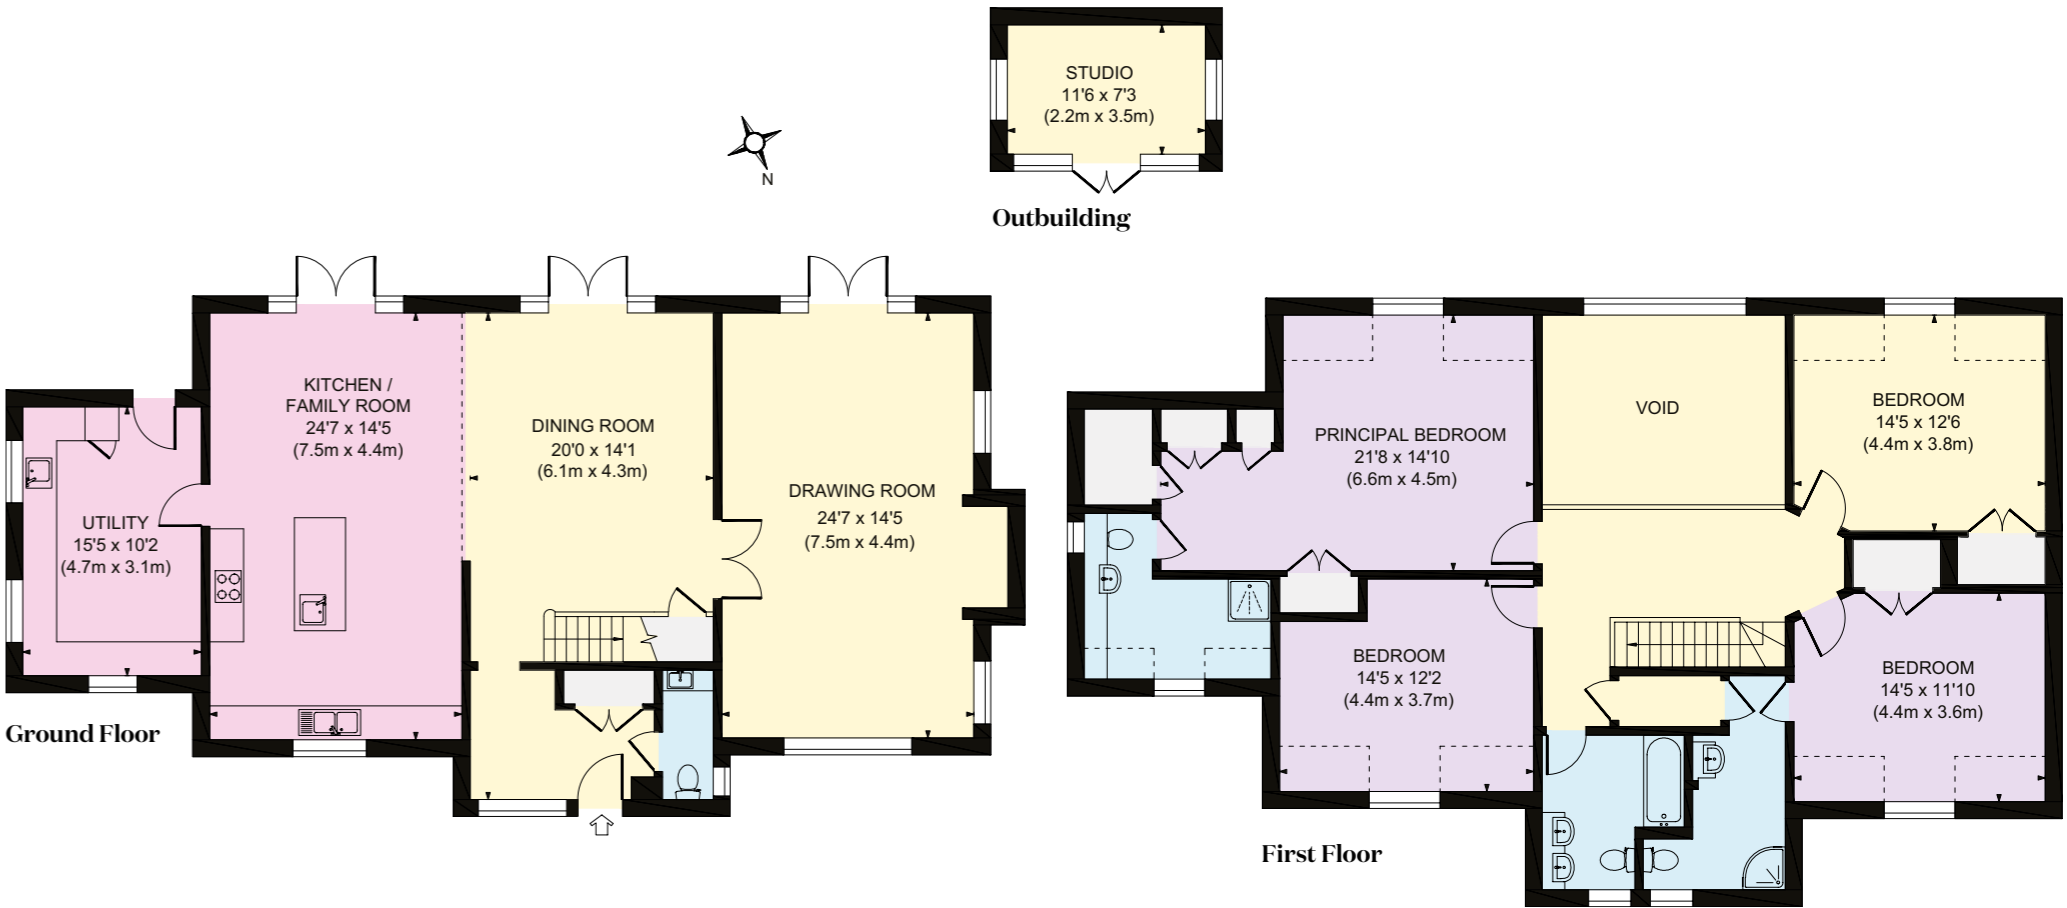 STUDIO
11'6 x 7'3
(2.2m x 3.5m)
N
Outbuilding
KITCHEN /
FAMILY ROOM
24'7 x 14'5
(7.5m x 4.4m)
DINING ROOM
20'0 x 14'1
(6.1m x 4.3m)
DRAWING ROOM
24'7 x 14'5
(7.5m x 4.4m)
UTILITY
15'5 x 10'2
(4.7m x 3.1m)
Ground Floor
PRINCIPAL BEDROOM
21'8 x 14'10
(6.6m x 4.5m)
VOID
BEDROOM
14'5 x 12'6
(4.4m x 3.8m)
BEDROOM
14'5 x 12'2
(4.4m x 3.7m)
BEDROOM
14'5 x 11'10
(4.4m x 3.6m)
First Floor